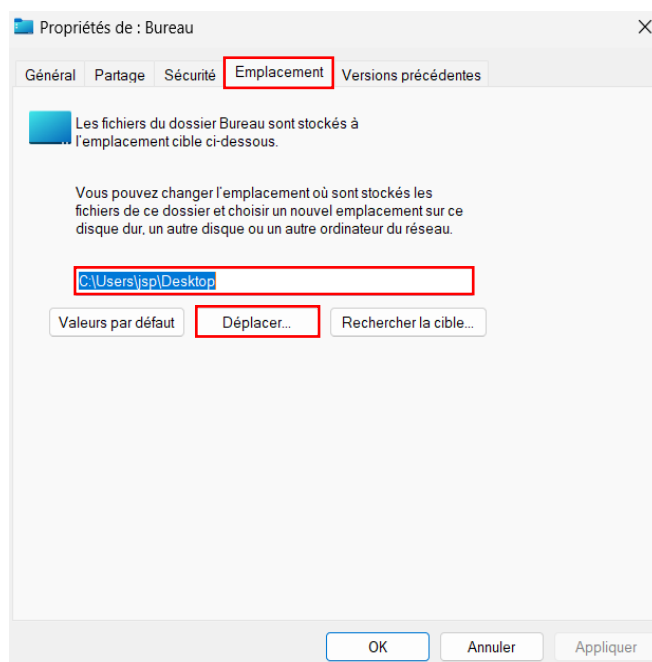 Propriétés de : Bureau
Général Partage Sécurité Emplacement Versions précédentes
Les fichiers du dossier Bureau sont stockés à
l'emplacement cible ci-dessous.
Vous pouvez changer l'emplacement où sont stockés les
fichiers de ce dossier et choisir un nouvel emplacement sur ce
disque dur, un autre disque ou un autre ordinateur du réseau.
C:\Users\jsp\Desktop
Valeurs par défaut Déplacer... Rechercher la cible...
OK Annuler Appliquer